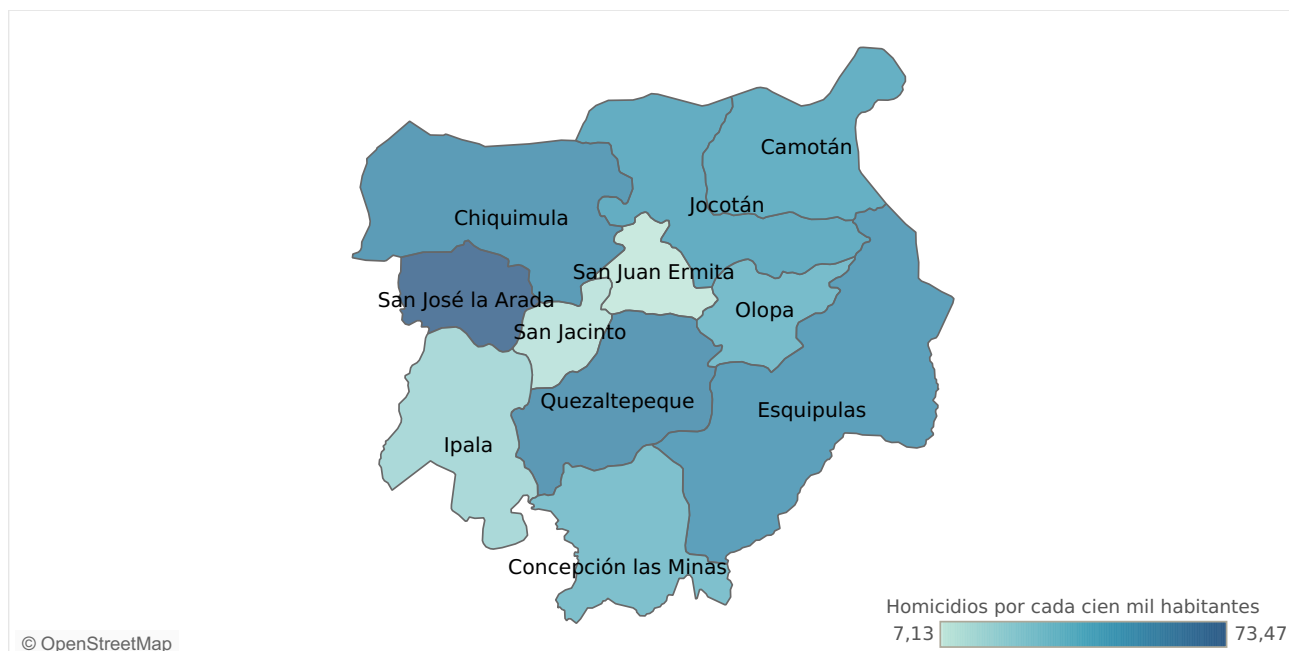 Camotán
Jocotán
Chiquimula
San Juan Ermita
San José la Arada
Olopa
San Jacinto
Quezaltepeque
Esquipulas
Ipala
Concepción las Minas
Homicidios por cada cien mil habitantes
7,13 73,47
© OpenStreetMap